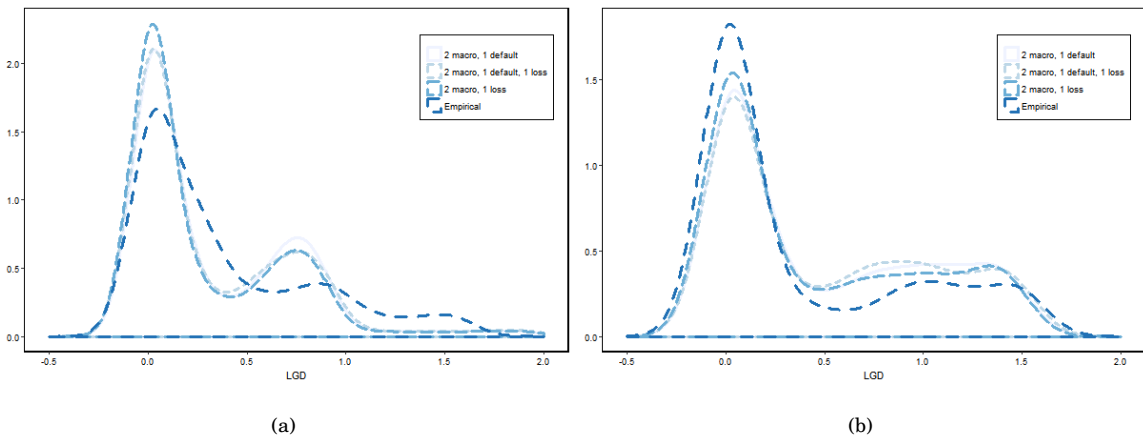 2.0
1.5
1.0
0.5
0.0
2 macro, 1 default
2 macro, 1 default, 1 loss
2 macro, 1 loss
Empirical
-0.5 0.0 0.5 1.0 1.5 2.0
LGD
(a)
1.5
1.0
0.5
0.0
2 macro, 1 default
2 macro, 1 default, 1 loss
2 macro, 1 loss
Empirical
-0.5 0.0 0.5 1.0 1.5 2.0
LGD
(b)